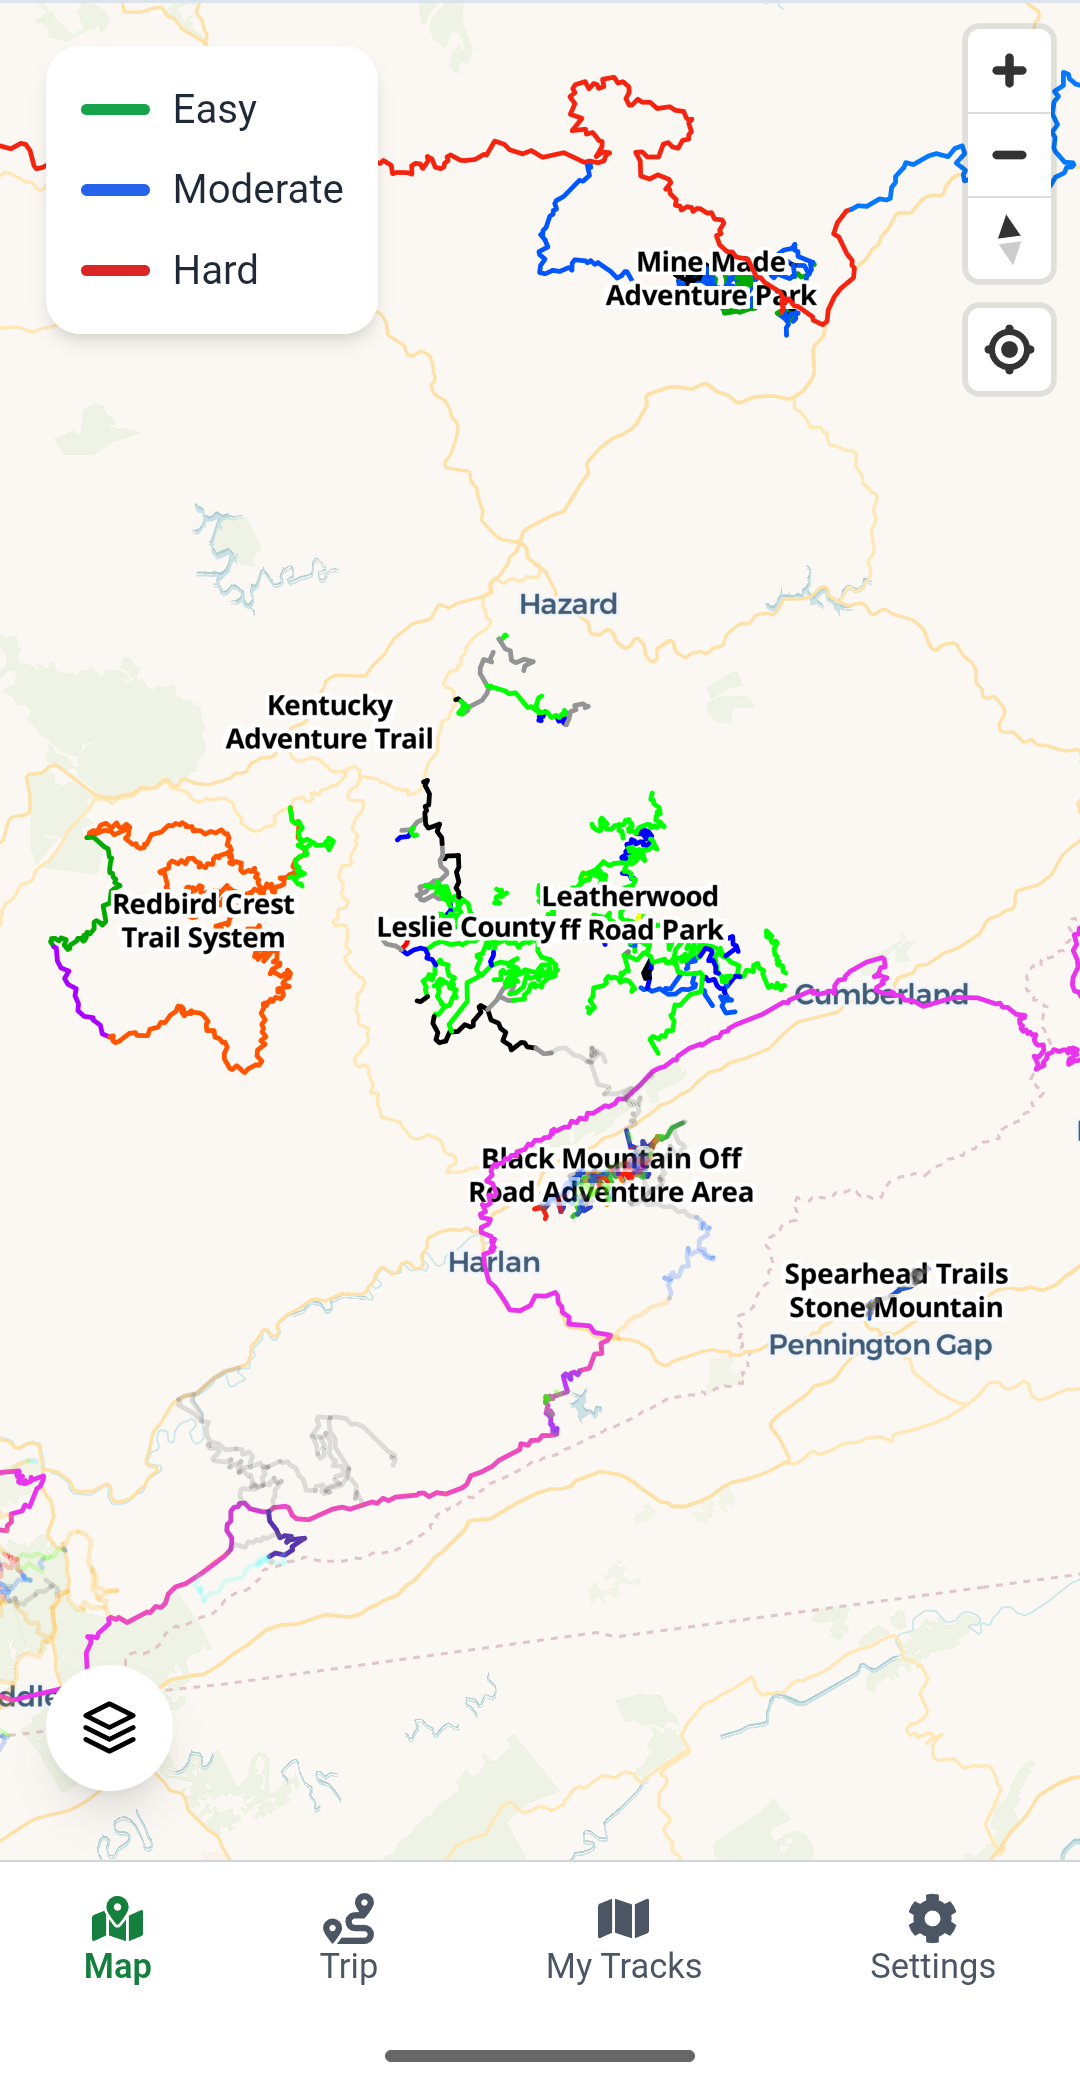 Easy
Moderate
Hard
Mine Made
Adventure Park
Hazard
Kentucky
Adventure Trail
Redbird Crest
Trail System
Leatherwood
ff Road Park
Leslie County
Cumberland
Black Mountain Off
Road Adventure Area
Harlan
Spearhead Trails
Stone Mountain
Pennington Gap
ddle
Map
Trip
My Tracks
Settings